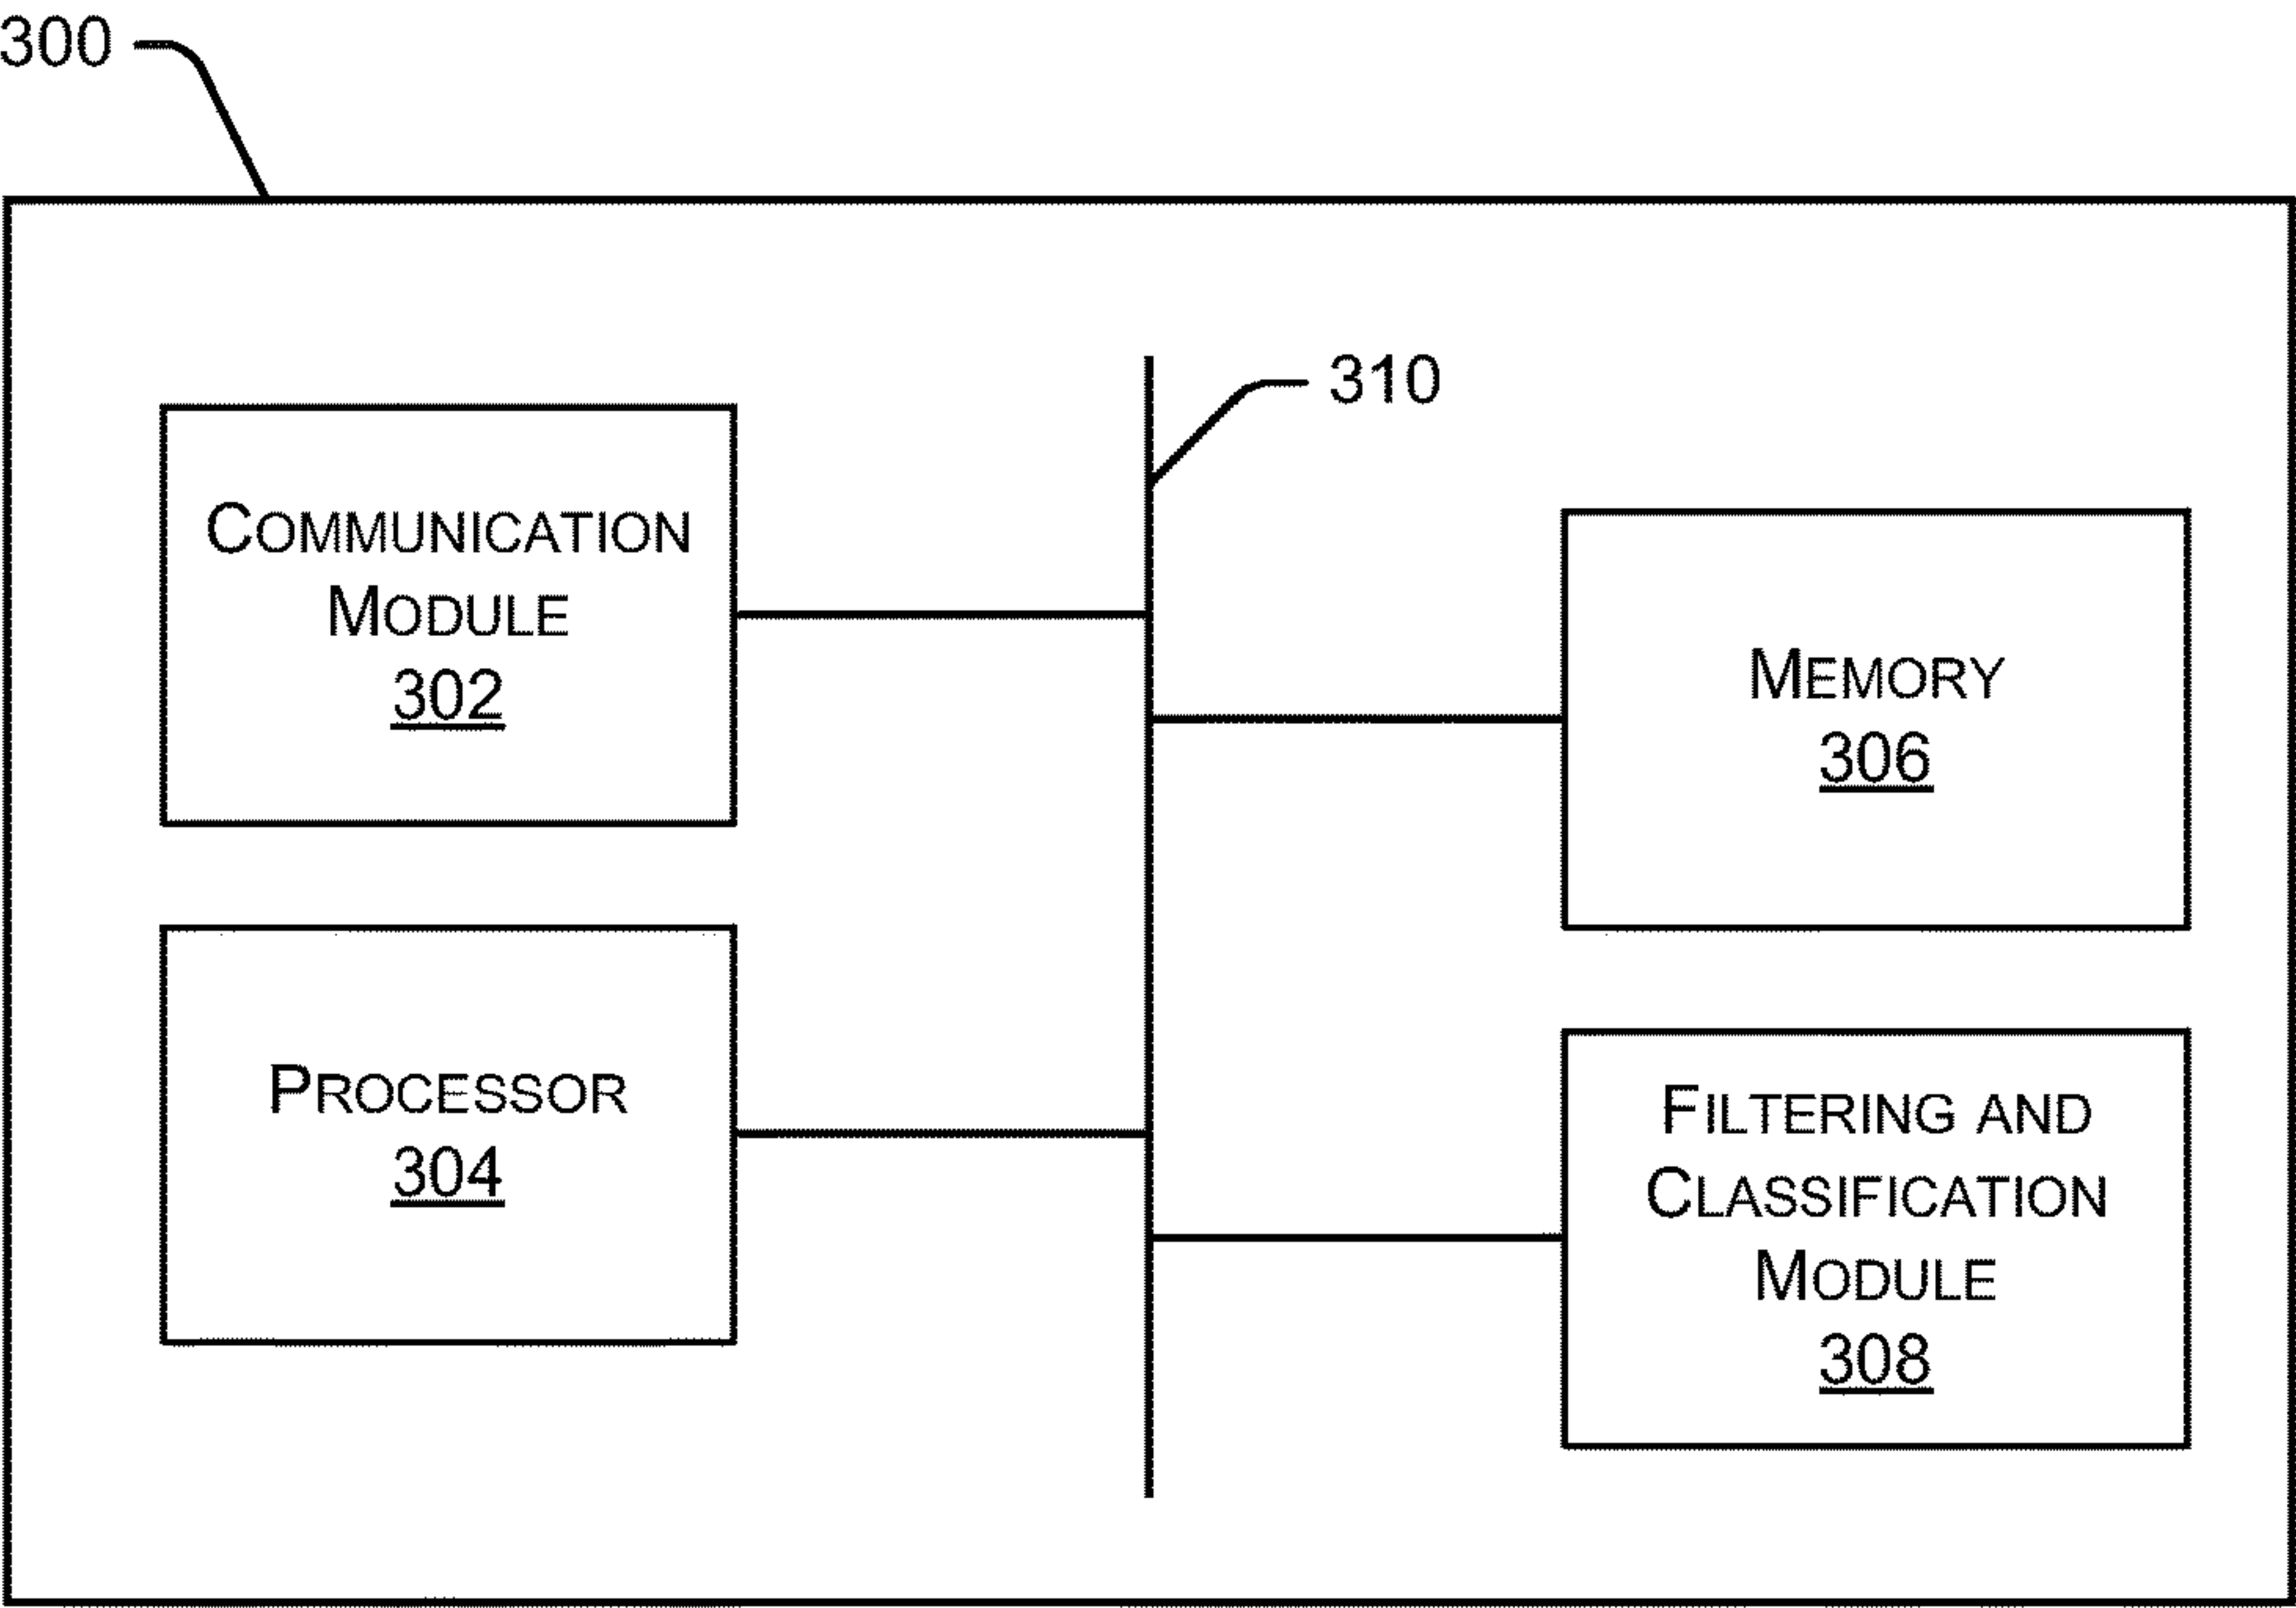 300
310
COMMUNICATION
MODULE
302
MEMORY
306
PROCESSOR
304
FILTERING AND
CLASSIFICATION
MODULE
308